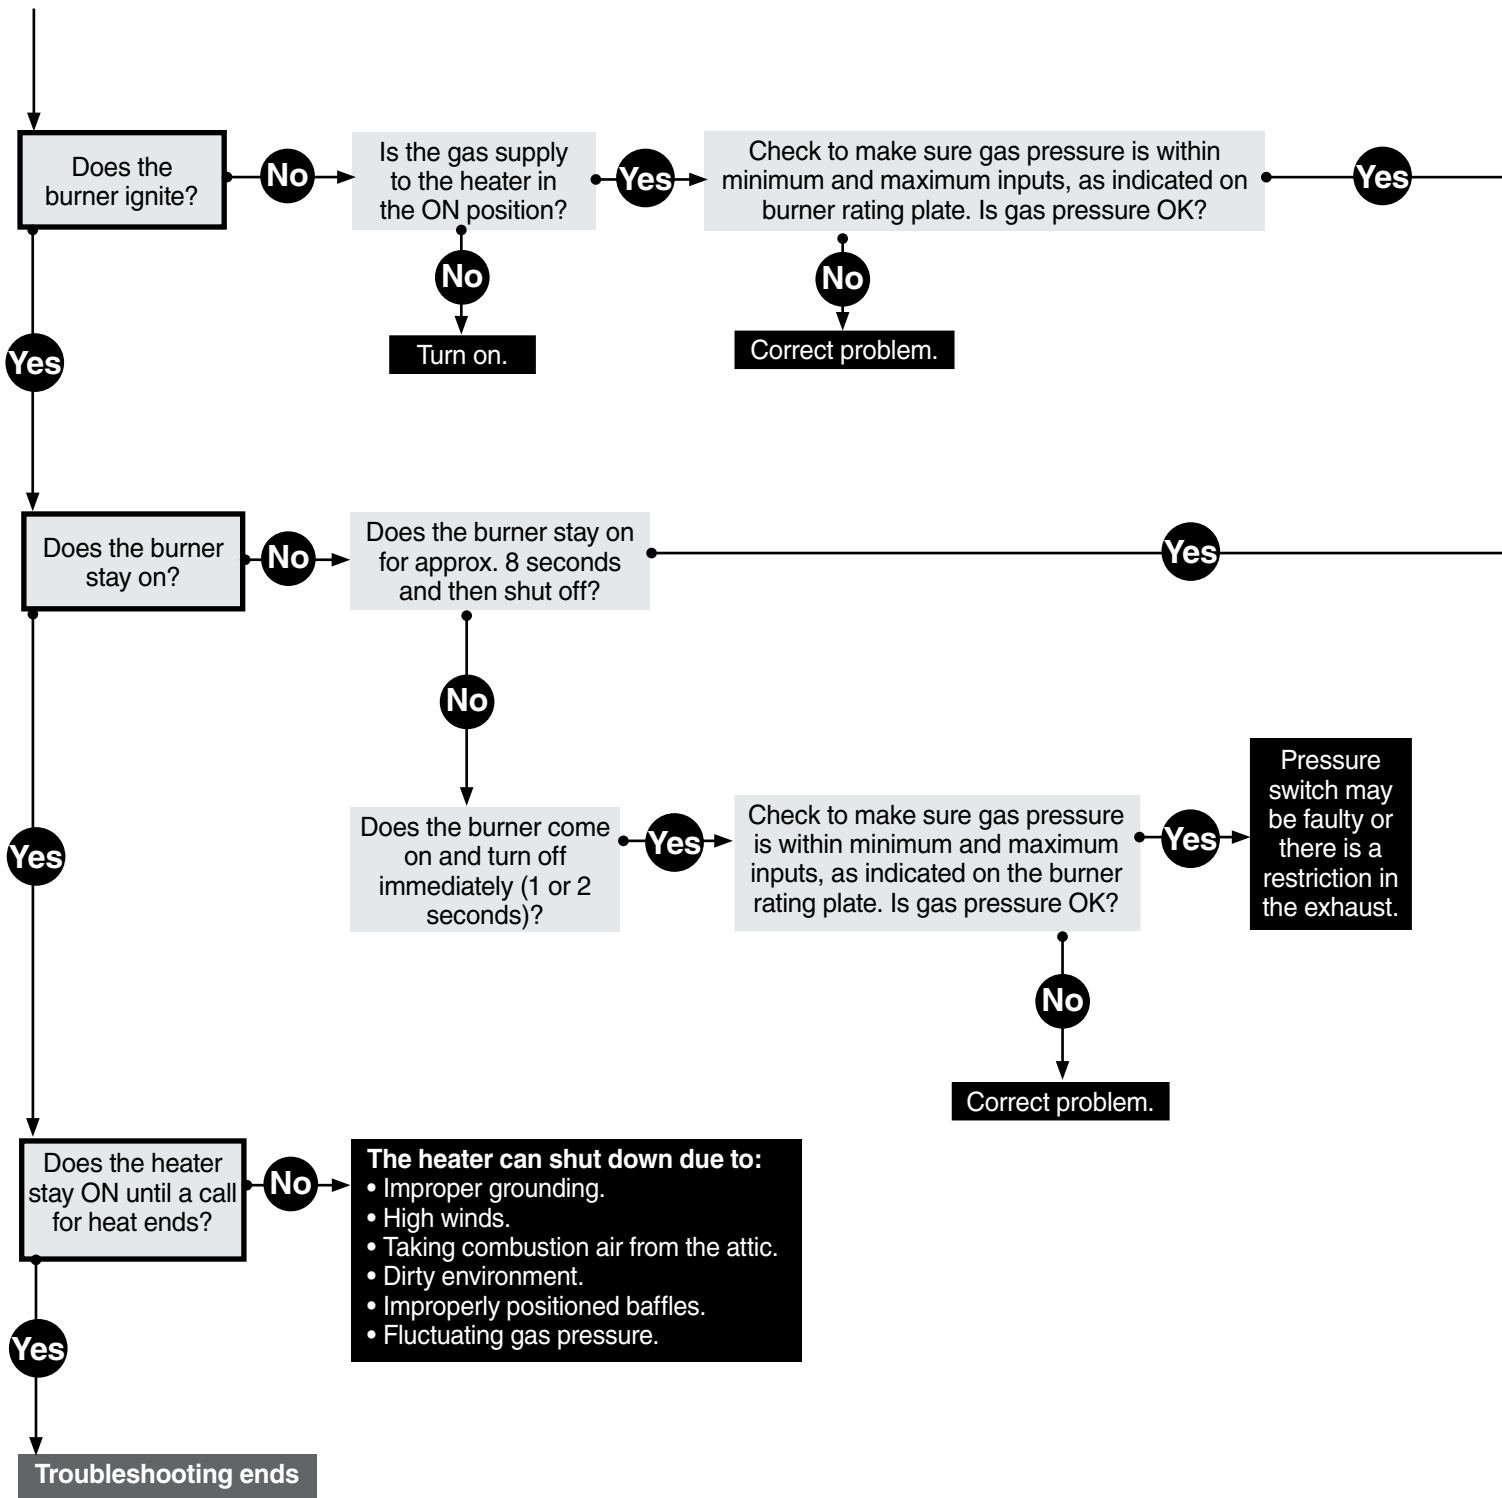 Does the
burner ignite?
No
Is the gas supply
to the heater in
the ON position?
Yes
Check to make sure gas pressure is within
minimum and maximum inputs, as indicated on
burner rating plate. Is gas pressure OK?
Yes
No
Turn on.
No
Correct problem.
Yes
Does the burner
stay on?
No
Does the burner stay on
for approx. 8 seconds
and then shut off?
Yes
No
Does the burner come
on and turn off
immediately (1 or 2
seconds)?
Yes
Check to make sure gas pressure
is within minimum and maximum
inputs, as indicated on the burner
rating plate. Is gas pressure OK?
Yes
Pressure
switch may
be faulty or
there is a
restriction in
the exhaust.
No
Correct problem.
Yes
Does the heater
stay ON until a call
for heat ends?
No
The heater can shut down due to:
• Improper grounding.
• High winds.
• Taking combustion air from the attic.
• Dirty environment.
• Improperly positioned baffles.
• Fluctuating gas pressure.
Yes
Troubleshooting ends